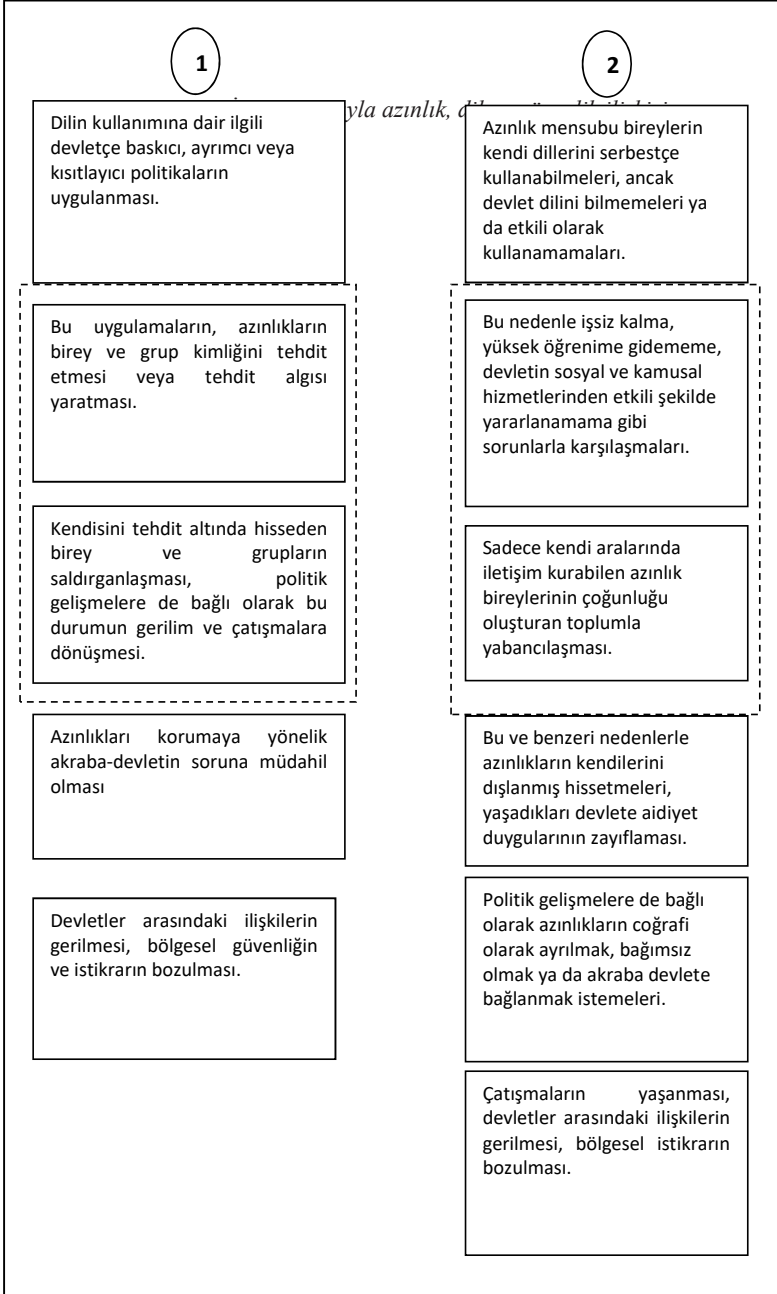 1
2
yla azınlık, d
Dilin kullanımına dair ilgili
devletçe baskıcı, ayrımcı veya
kısıtlayıcı politikaların
uygulanması.
Bu uygulamaların, azınlıkların
birey ve grup kimliğini tehdit
etmesi veya tehdit algısı
yaratması.
Kendisini tehdit altında hisseden
birey ve grupların
saldırganlaşması, politik
gelişmelere de bağlı olarak bu
durumun gerilim ve çatışmalara
dönüşmesi.
Azınlıkları korumaya yönelik
akraba-devletin soruna müdahil
olması
Devletler arasındaki ilişkilerin
gerilmesi, bölgesel güvenliğin
ve istikrarın bozulması.
Azınlık mensubu bireylerin
kendi dillerini serbestçe
kullanabilmeleri, ancak
devlet dilini bilmemeleri ya
da etkili olarak
kullanamamaları.
Bu nedenle işsiz kalma,
yüksek öğrenime gidememe,
devletin sosyal ve kamusal
hizmetlerinden etkili şekilde
yararlanamama gibi
sorunlarla karşılaşmaları.
Sadece kendi aralarında
iletişim kurabilen azınlık
bireylerinin çoğunluğu
oluşturan toplumla
yabancılaşması.
Bu ve benzeri nedenlerle
azınlıkların kendilerini
dışlanmış hissetmeleri,
yaşadıkları devlete aidiyet
duygularının zayıflaması.
Politik gelişmelere de bağlı
olarak azınlıkların coğrafi
olarak ayrılmak, bağımsız
olmak ya da akraba devlete
bağlanmak istemeleri.
Çatışmaların yaşanması,
devletler arasındaki ilişkilerin
gerilmesi, bölgesel istikrarın
bozulması.